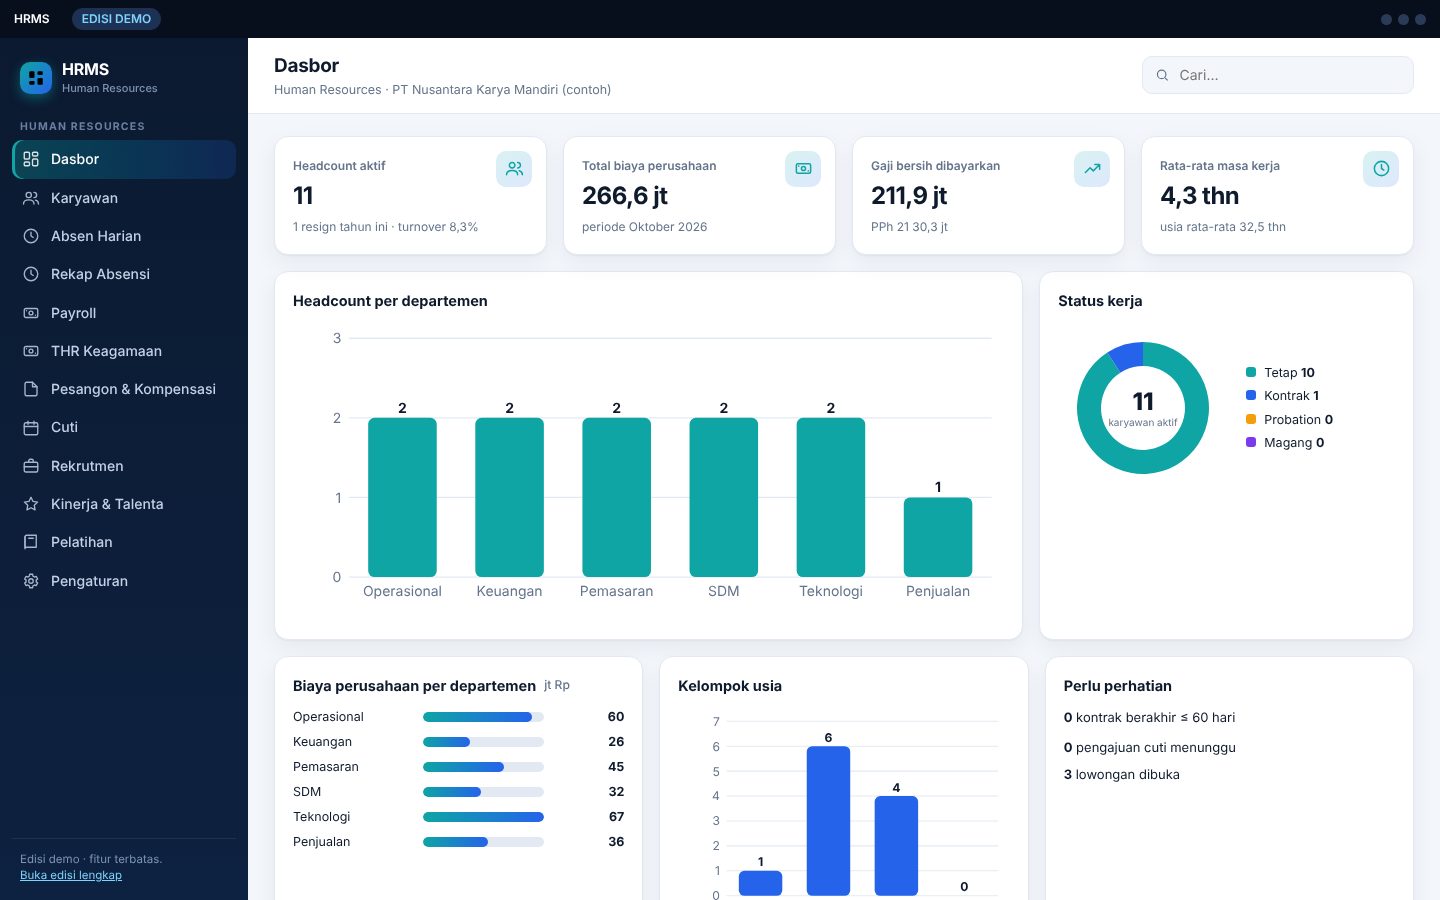 HRMS
EDISI DEMO
HRMS
Human Resources
HUMAN RESOURCES
Dasbor
Karyawan
Absen Harian
Rekap Absensi
Payroll
THR Keagamaan
Pesangon & Kompensasi
Cuti
Rekrutmen
Kinerja & Talenta
Pelatihan
Pengaturan
Edisi demo · fitur terbatas.
Buka edisi lengkap
Dasbor
Human Resources · PT Nusantara Karya Mandiri (contoh)
Cari...
Headcount aktif
11
1 resign tahun ini · turnover 8,3%
Total biaya perusahaan
266,6 jt
periode Oktober 2026
Gaji bersih dibayarkan
211,9 jt
PPh 21 30,3 jt
Rata-rata masa kerja
4,3 thn
usia rata-rata 32,5 thn
Headcount per departemen
3
2
1
0
2
2
2
2
2
1
Operasional
Keuangan
Pemasaran
SDM
Teknologi
Penjualan
Status kerja
11
karyawan aktif
Tetap 10
Kontrak 1
Probation 0
Magang 0
Biaya perusahaan per departemen jt Rp
Operasional 60
Keuangan 26
Pemasaran 45
SDM 32
Teknologi 67
Penjualan 36
Kelompok usia
7
6
5
4
3
2
1
0
1
6
4
0
Perlu perhatian
0 kontrak berakhir ≤ 60 hari
0 pengajuan cuti menunggu
3 lowongan dibuka